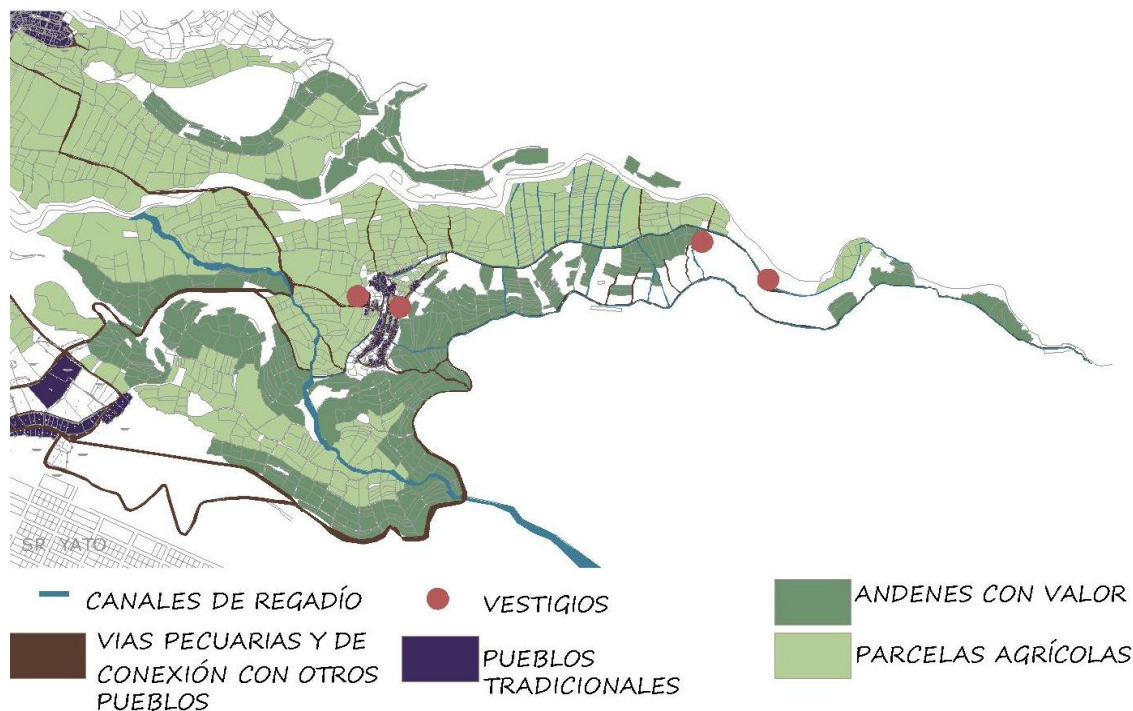 SR YATO
CANALES DE REGADÍO
VESTIGIOS
ANDENES CON VALOR
VIAS PECUARIAS Y DE
CONEXIÓN CON OTROS
PUEBLOS
PUEBLOS
TRADICIONALES
PARCELAS AGRÍCOLAS